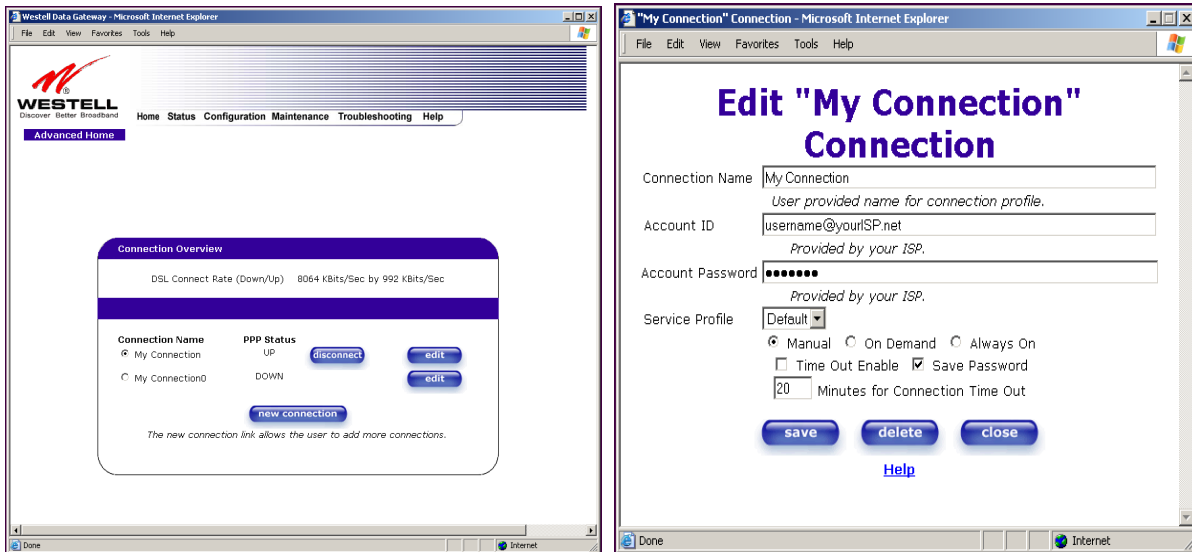 Westell Data Gateway - Microsoft Internet Explorer
File Edit View Favorites Tools Help
WESTELL
Discover Better Broadband
Home Status Configuration Maintenance Troubleshooting Help
Advanced Home
Connection Overview
DSL Connect Rate (Down/Up) 8064 KBits/Sec by 992 KBits/Sec
Connection Name PPP Status
My Connection UP disconnect edit
My Connection0 DOWN edit
new connection
The new connection link allows the user to add more connections.
Done Internet
"My Connection" Connection - Microsoft Internet Explorer
File Edit View Favorites Tools Help
Edit "My Connection"
Connection
Connection Name My Connection
User provided name for connection profile.
Account ID username@yourISP.net
Provided by your ISP.
Account Password •••••••
Provided by your ISP.
Service Profile Default
Manual On Demand Always On
Time Out Enable Save Password
20 Minutes for Connection Time Out
save delete close
Help
Done Internet